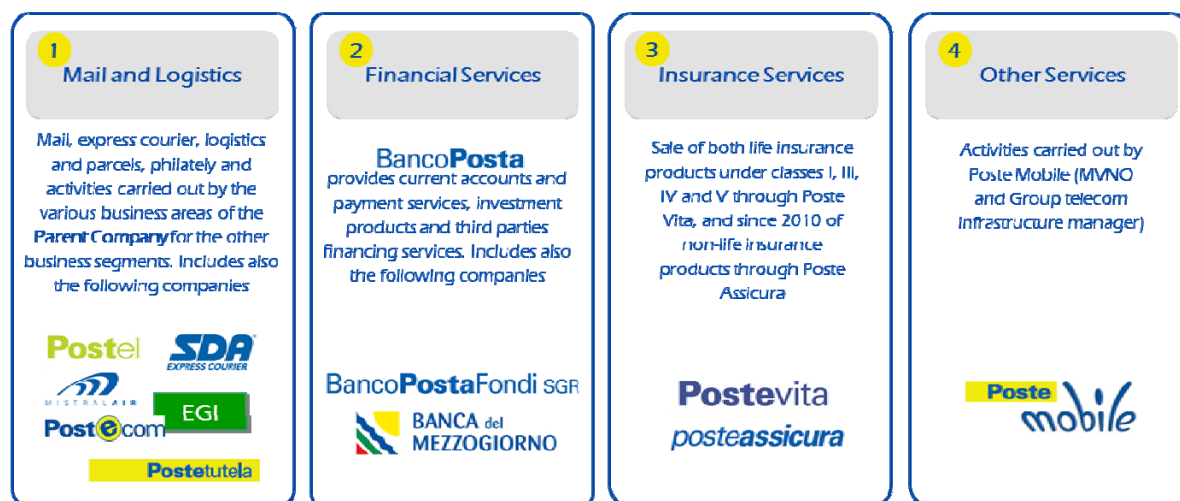 1
Mail and Logistics
Mail, express courier, logistics
and parcels, philately and
activities carried out by the
various business areas of the
Parent Company for the other
business segments. Includes also
the following companies
Postel
SDA
EXPRESS COURIER
MISTRALAIR
EGI
Postecom
Postetutela
2
Financial Services
BancoPosta
provides current accounts and
payment services, investment
products and third parties
financing services. Includes also
the following companies
BancoPostaFondi SGR
BANCA del
MEZZOGIORNO
3
Insurance Services
Sale of both life insurance
products under classes I, III,
IV and V through Poste
Vita, and since 2010 of
non-life insurance
products through Poste
Assicura
Postevita
posteassicura
4
Other Services
Activities carried out by
Poste Mobile (MVNO
and Group telecom
infrastructure manager)
Poste
mobile